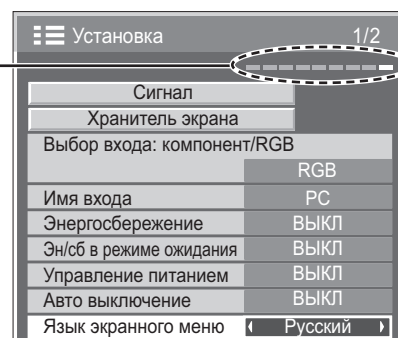 Установка 1/2
Сигнал
Хранитель экрана
Выбор входа: компонент/RGB
RGB
Имя входа PC
Энергосбережение ВЫКЛ
Эн/сб в режиме ожидания ВЫКЛ
Управление питанием ВЫКЛ
Авто выключение ВЫКЛ
Язык экранного меню Русский